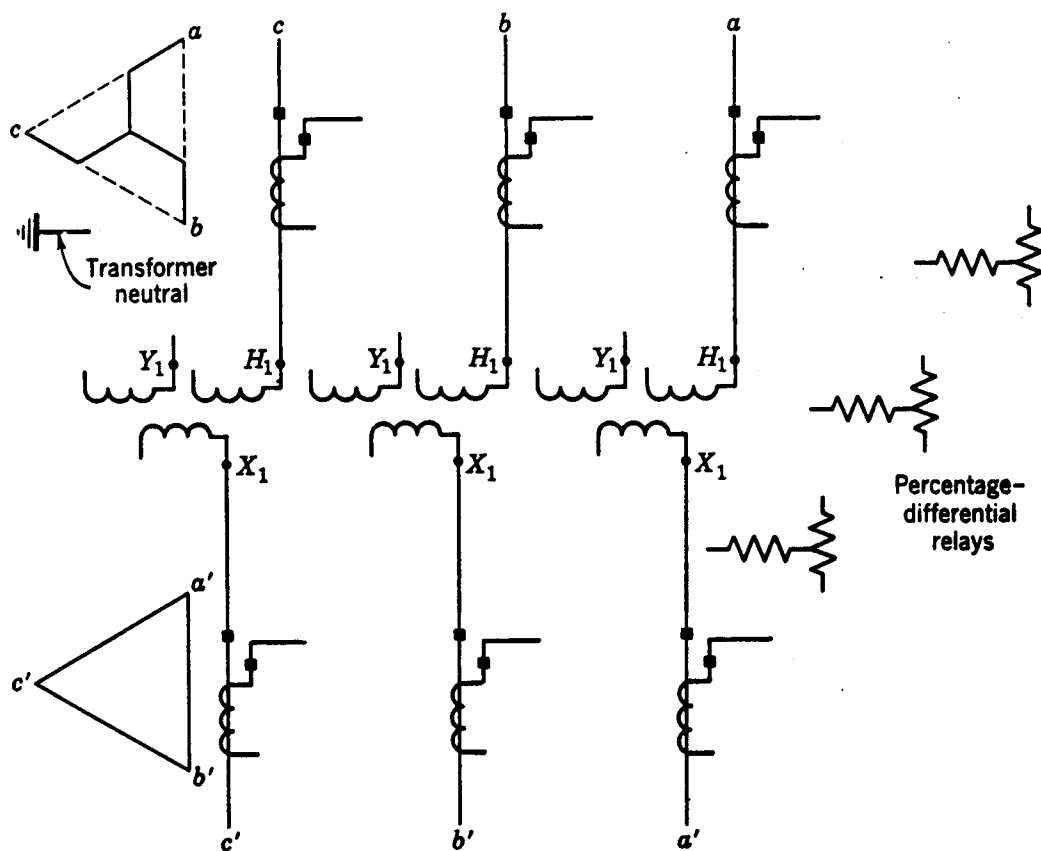 c
b
a
a
c
b
Transformer
neutral
Y₁
H₁
Y₁
H₁
Y₁
H₁
X₁
X₁
X₁
Percentage-
differential
relays
a'
c'
b'
c'
b'
a'